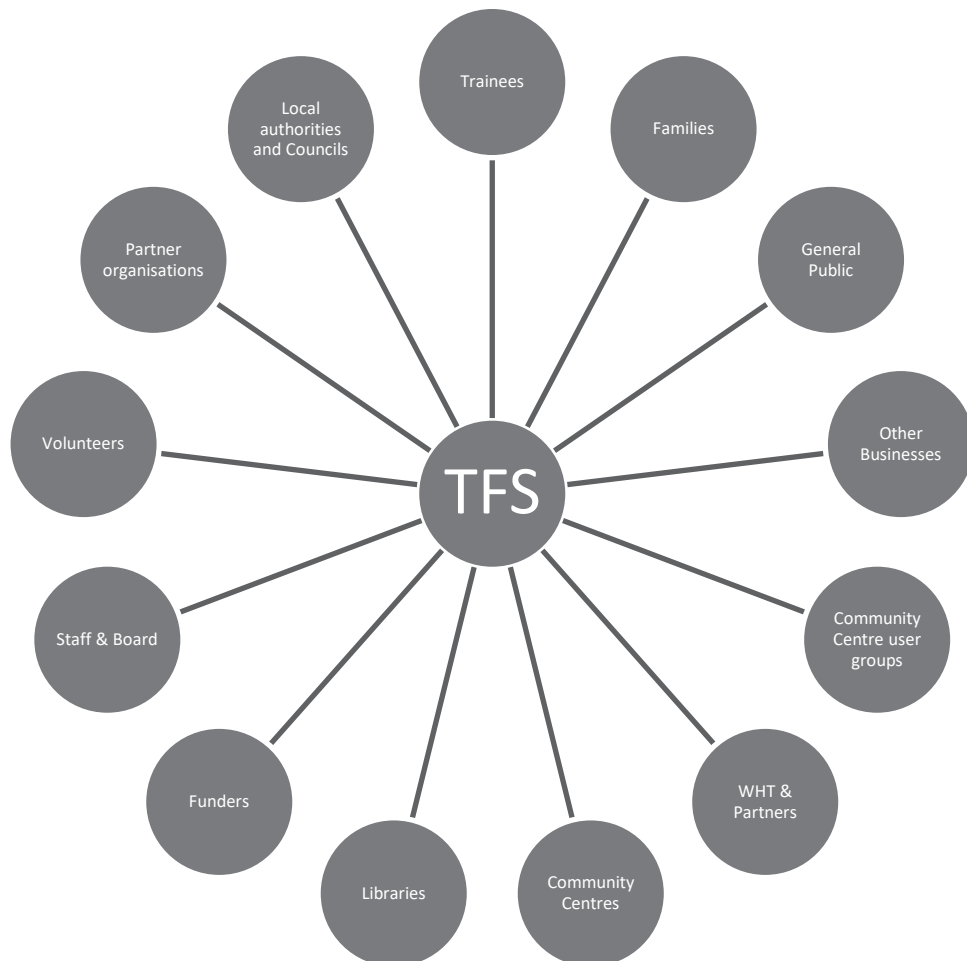 Trainees
Families
General
Public
Other
Businesses
Community
Centre user
groups
WHT &
Partners
Community
Centres
Libraries
Funders
Staff & Board
Volunteers
Partner
organisations
Local
authorities
and Councils
TFS